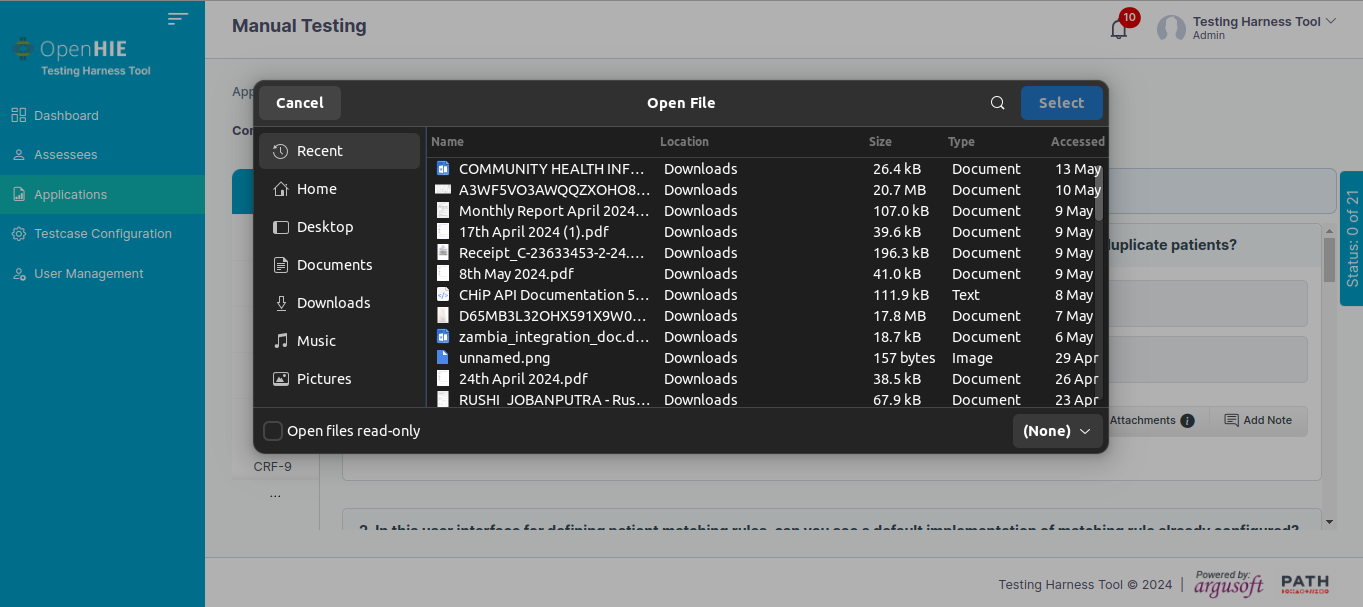 Manual Testing
10
Testing Harness Tool
Admin
OpenHIE
Testing Harness Tool
Dashboard
Assessees
Applications
Testcase Configuration
User Management
Cancel
Open File
Select
Recent
Home
Desktop
Documents
Downloads
Music
Pictures
Name Location Size Type Accessed
COMMUNITY HEALTH INF... Downloads 26.4 kB Document 13 May
A3WF5VO3AWQQZXOHO8... Downloads 20.7 MB Document 10 May
Monthly Report April 2024... Downloads 107.0 kB Document 9 May
17th April 2024 (1).pdf Downloads 39.6 kB Document 9 May
Receipt_C-23633453-2-24.... Downloads 196.3 kB Document 9 May
8th May 2024.pdf Downloads 41.0 kB Document 9 May
CHiP API Documentation 5... Downloads 111.9 kB Text 8 May
D65MB3L32OHX591X9W0... Downloads 17.8 MB Document 7 May
zambia_integration_doc.d... Downloads 18.7 kB Document 6 May
unnamed.png Downloads 157 bytes Image 29 Apr
24th April 2024.pdf Downloads 38.5 kB Document 26 Apr
RUSHI_JOBANPUTRA - Rus... Downloads 67.9 kB Document 23 Apr
Open files read-only
(None)
duplicate patients?
Status: 0 of 21
Attachments
Add Note
CRF-9
...
2. In this user interface for defining patient matching rules, can you see a default implementation of matching rule already configured?
Testing Harness Tool © 2024 |
Powered by:
argusoft
PATH